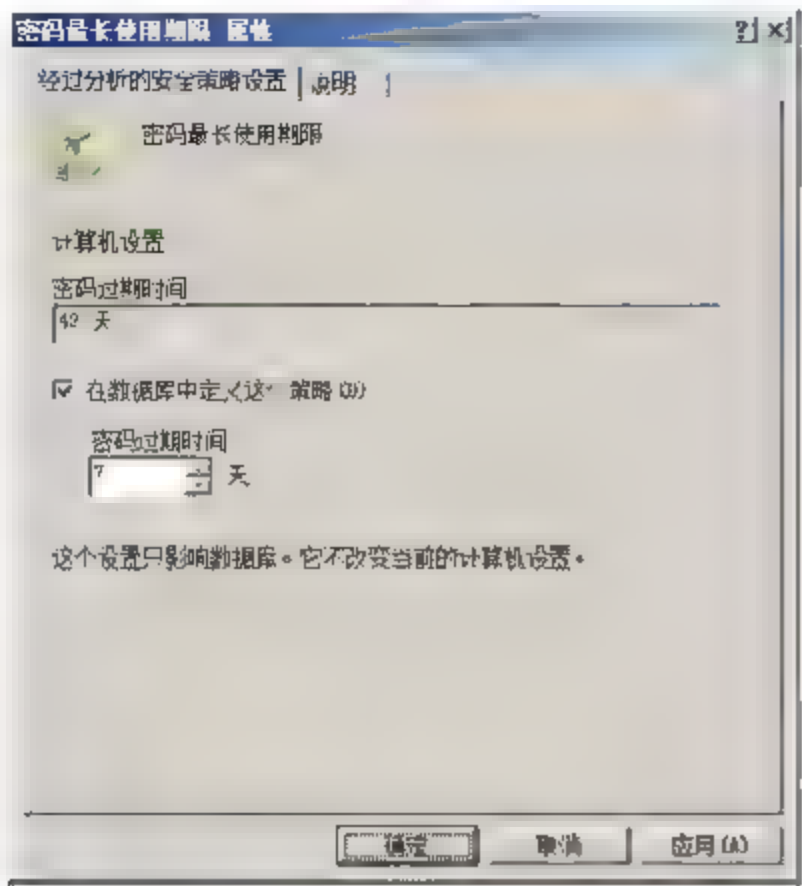 密码最长使用期限 属性
经过分析的安全策略设置 说明
密码最长使用期限
计算机设置
密码过期时间
42 天
在数据库中定义这个策略(D)
密码过期时间
7 天
这个设置只影响数据库。它不改变当前的计算机设置。
确定 取消 应用(A)